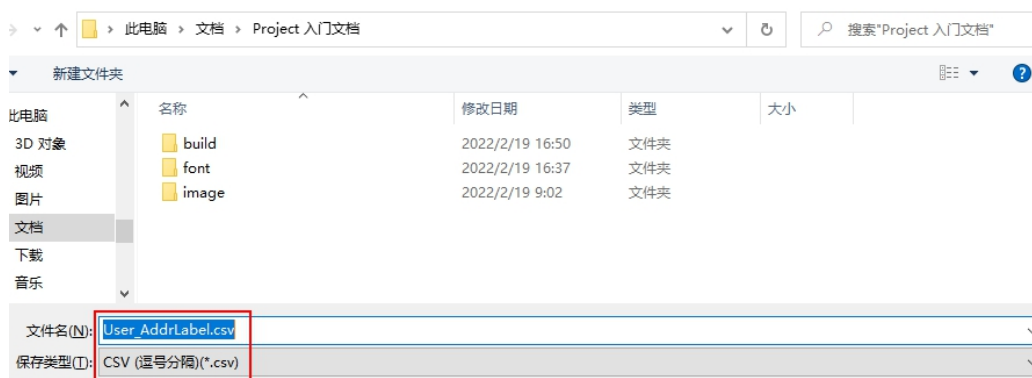 此电脑 › 文档 › Project 入门文档 搜索"Project 入门文档"
新建文件夹
名称 修改日期 类型 大小
此电脑
3D 对象
视频
图片
文档
下载
音乐
build 2022/2/19 16:50 文件夹
font 2022/2/19 16:37 文件夹
image 2022/2/19 9:02 文件夹
文件名(N): User_AddrLabel.csv
保存类型(T): CSV (逗号分隔)(*.csv)